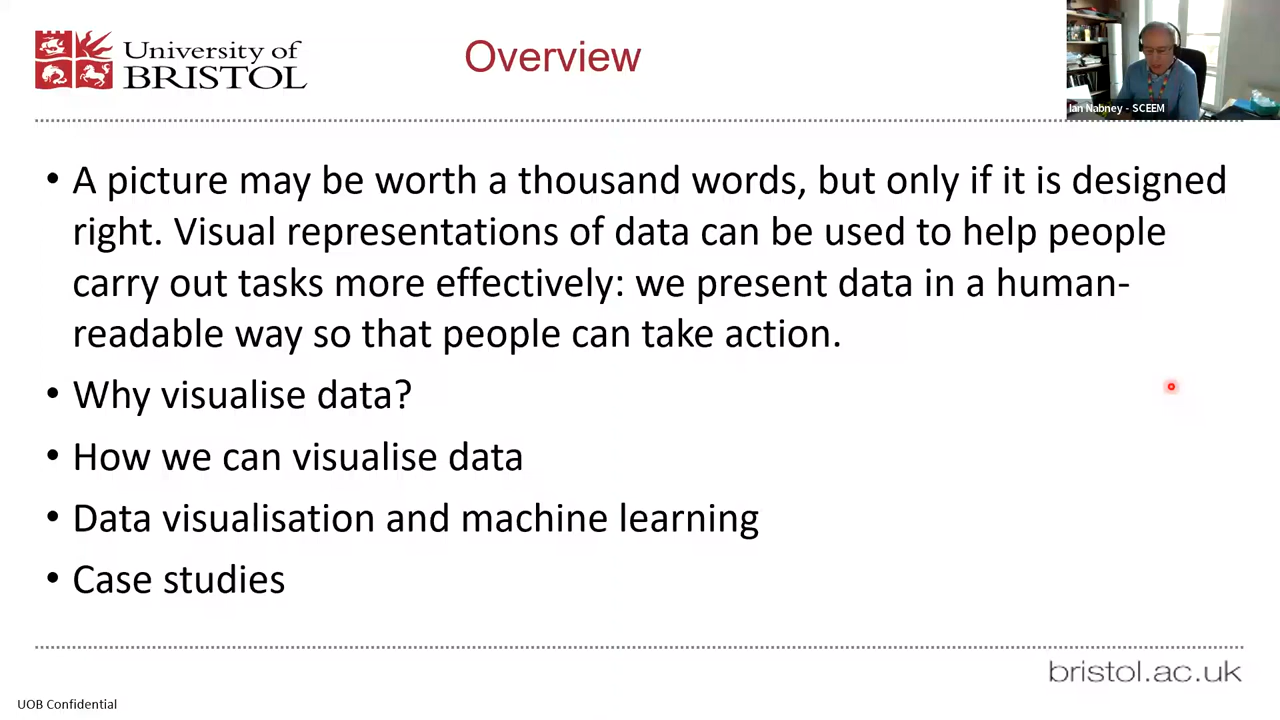 University of
BRISTOL
Overview
Ian Nabney - SCEEM
• A picture may be worth a thousand words, but only if it is designed
right. Visual representations of data can be used to help people
carry out tasks more effectively: we present data in a human-
readable way so that people can take action.
• Why visualise data?
• How we can visualise data
• Data visualisation and machine learning
• Case studies
bristol.ac.uk
UOB Confidential